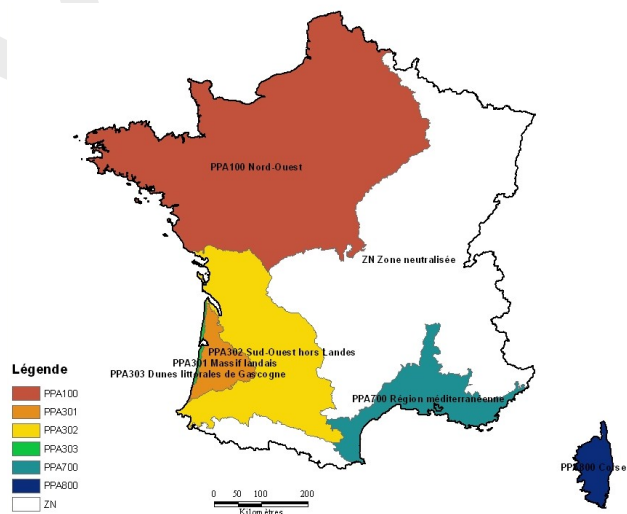 PPA100 Nord-Ouest
ZN Zone neutralisée
PPA302 Sud-Ouest hors Landes
PPA301 Massif landais
PPA303 Dunes littorales de Gascogne
PPA700 Région méditerranéenne
PPA800 Corse
Légende
PPA100
PPA301
PPA302
PPA303
PPA700
PPA800
ZN
0 50 100 200
Kilomètres